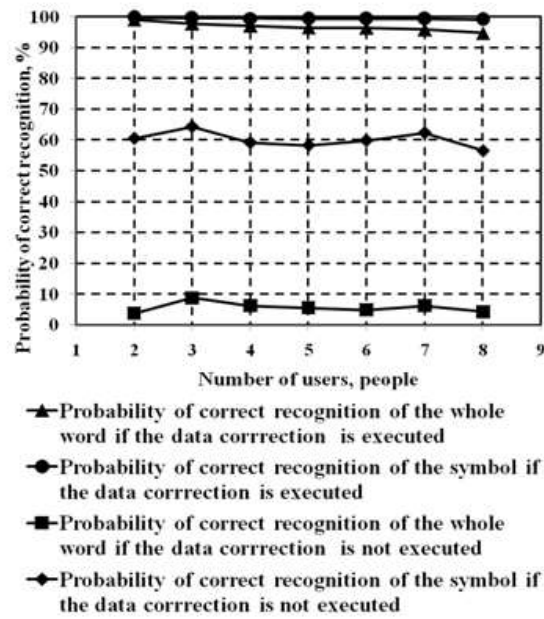 Probability of correct recognition, %
100
90
80
70
60
50
40
30
20
10
0
1 2 3 4 5 6 7 8 9
Number of users, people
Probability of correct recognition of the whole
word if the data corrrection is executed
Probability of correct recognition of the symbol if
the data corrrection is executed
Probability of correct recognition of the whole
word if the data corrrection is not executed
Probability of correct recognition of the symbol if
the data corrrection is not executed